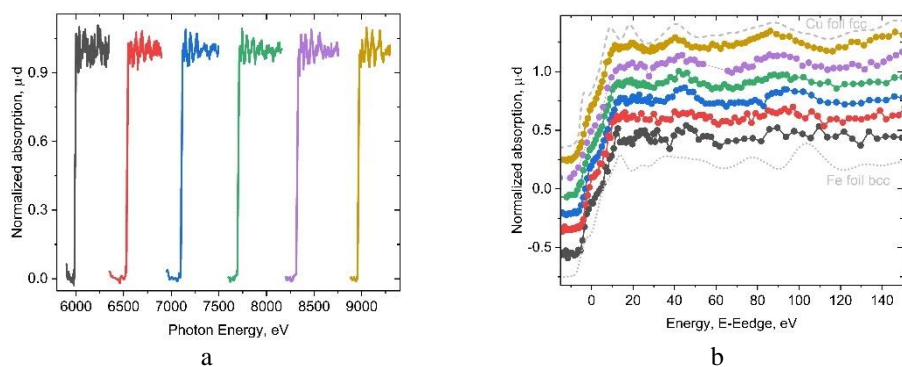 Normalized absorption, μ·d
0.9
0.6
0.3
0.0
6000 6500 7000 7500 8000 8500 9000
Photon Energy, eV
a
Normalized absorption, μ·d
1.0
0.5
0.0
-0.5
0 20 40 60 80 100 120 140
Energy, E-Eedge, eV
Cu foil fcc
Fe foil bcc
b